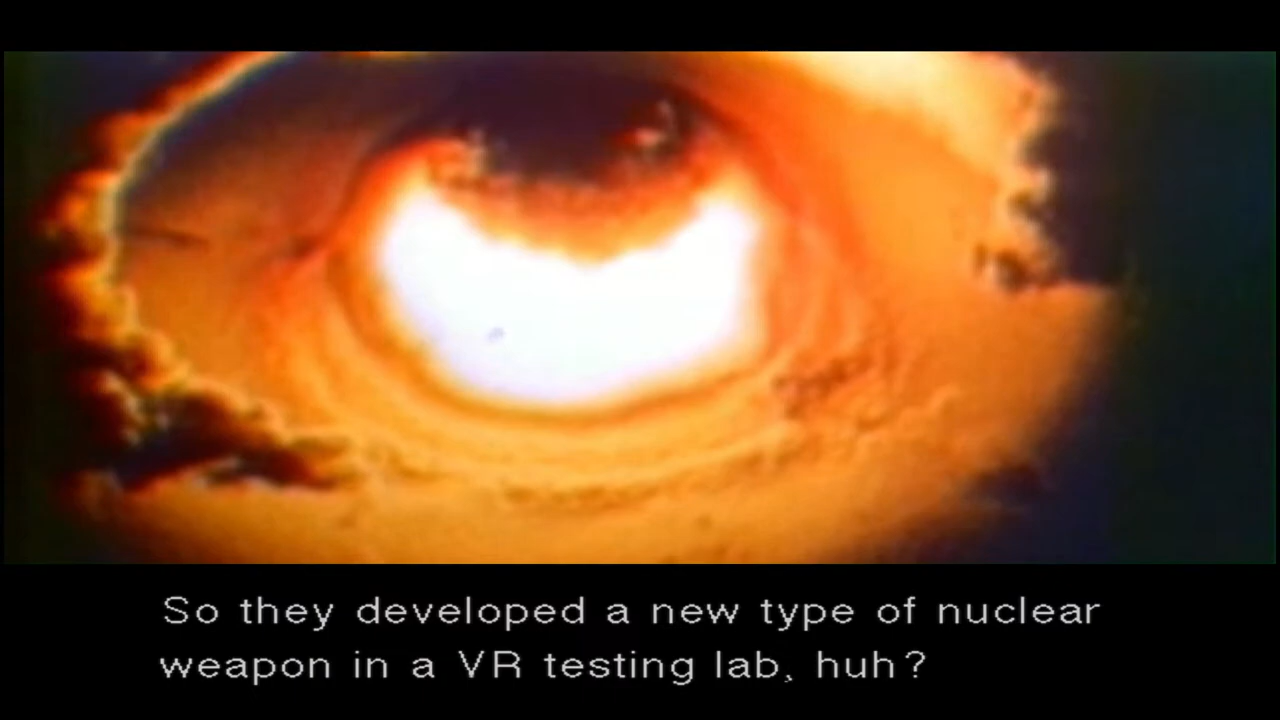 So they developed a new type of nuclear
weapon in a VR testing lab, huh?